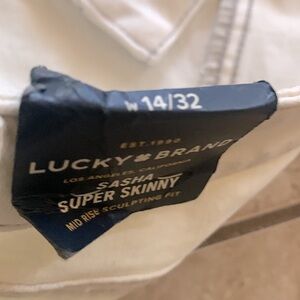 W 14/32
EST. 1990
LUCKY BRAND
LOS ANGELES, CALIFORNIA
SASHA
SUPER SKINNY
MID RISE SCULPTING FIT